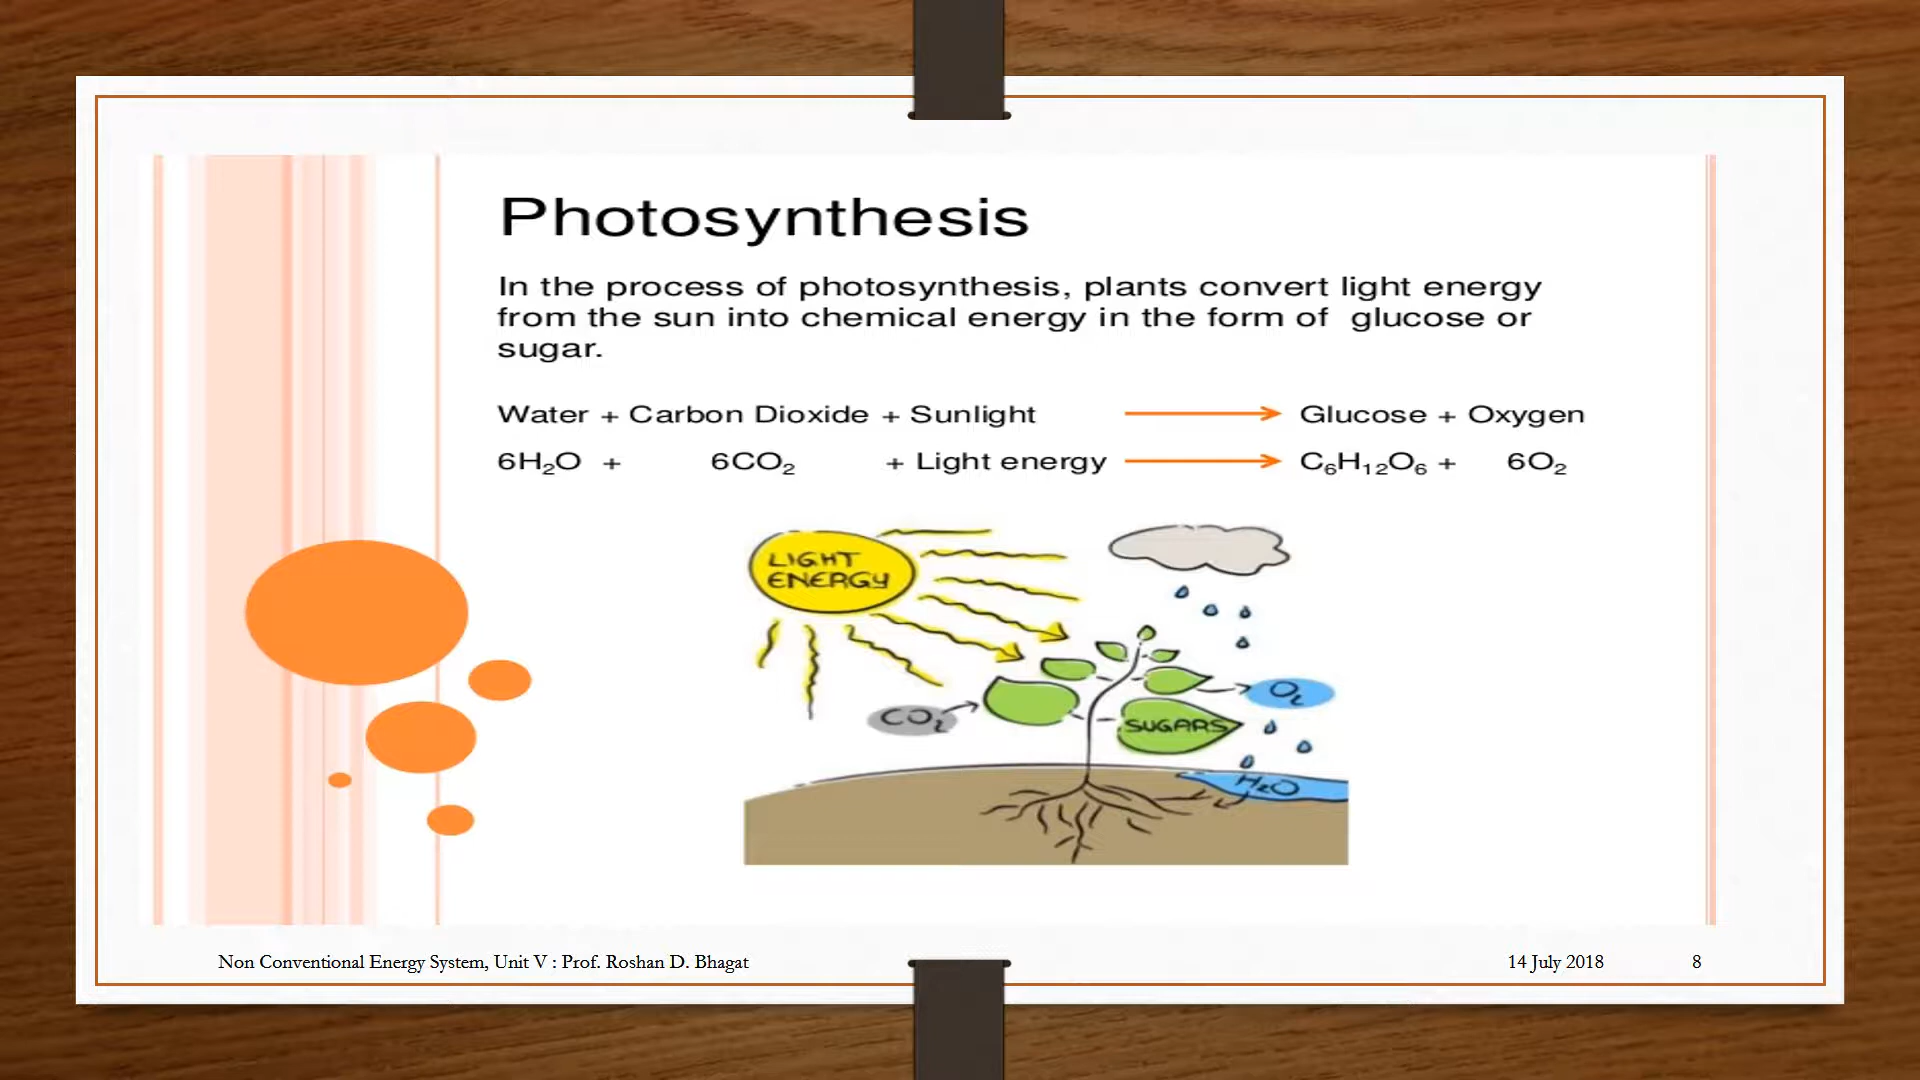 Photosynthesis
In the process of photosynthesis, plants convert light energy
from the sun into chemical energy in the form of glucose or
sugar.
Water + Carbon Dioxide + Sunlight → Glucose + Oxygen
6H₂O + 6CO₂ + Light energy → C₆H₁₂O₆ + 6O₂
LIGHT
ENERGY
CO₂
SUGARS
O₂
H₂O
Non Conventional Energy System, Unit V : Prof. Roshan D. Bhagat 14 July 2018 8